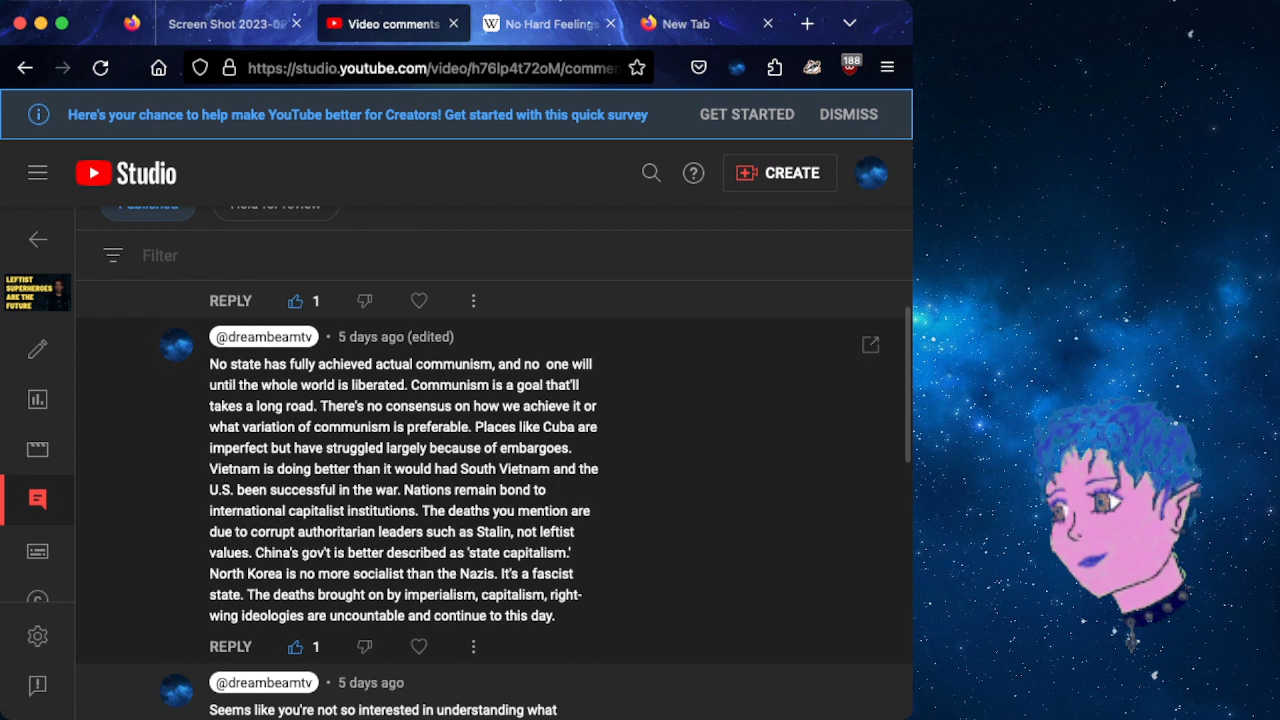 Screen Shot 2023-0
Video comments
No Hard Feelings
New Tab
https://studio.youtube.com/video/h76lp4t72oM/commen
188
Here's your chance to help make YouTube better for Creators! Get started with this quick survey
GET STARTED
DISMISS
Studio
CREATE
Published
Held for review
Filter
LEFTIST
SUPERHEROES
ARE THE
FUTURE
REPLY 1
@dreambeamtv • 5 days ago (edited)
No state has fully achieved actual communism, and no one will
until the whole world is liberated. Communism is a goal that'll
takes a long road. There's no consensus on how we achieve it or
what variation of communism is preferable. Places like Cuba are
imperfect but have struggled largely because of embargoes.
Vietnam is doing better than it would had South Vietnam and the
U.S. been successful in the war. Nations remain bond to
international capitalist institutions. The deaths you mention are
due to corrupt authoritarian leaders such as Stalin, not leftist
values. China's gov't is better described as 'state capitalism.'
North Korea is no more socialist than the Nazis. It's a fascist
state. The deaths brought on by imperialism, capitalism, right-
wing ideologies are uncountable and continue to this day.
REPLY 1
@dreambeamtv • 5 days ago
Seems like you're not so interested in understanding what